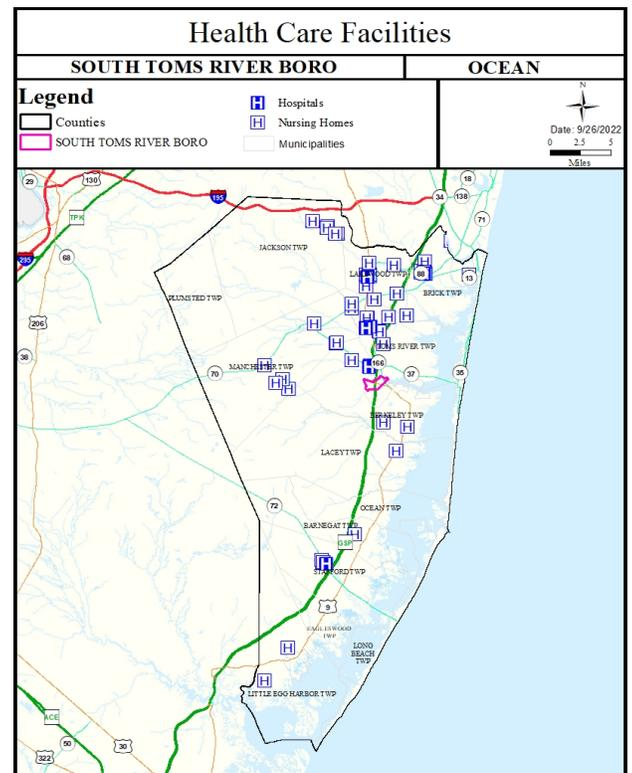 Health Care Facilities
SOUTH TOMS RIVER BORO
OCEAN
Legend
Counties
SOUTH TOMS RIVER BORO
H Hospitals
H Nursing Homes
Municipalities
N
Date: 9/26/2022
0 2.5 5
Miles
29
130
195
18
34
138
71
TPK
JACKSON TWP
68
295
88
13
PLUMSTED TWP
BRICK TWP
206
TOMS RIVER TWP
38
70
MANCHESTER TWP
166
37
35
BERKELEY TWP
LACEY TWP
72
OCEAN TWP
BARNEGAT TWP
GSP
STAFFORD TWP
9
EAGLESWOOD
TWP
LONG
BEACH
TWP
LITTLE EGG HARBOR TWP
ACE
50
30
322